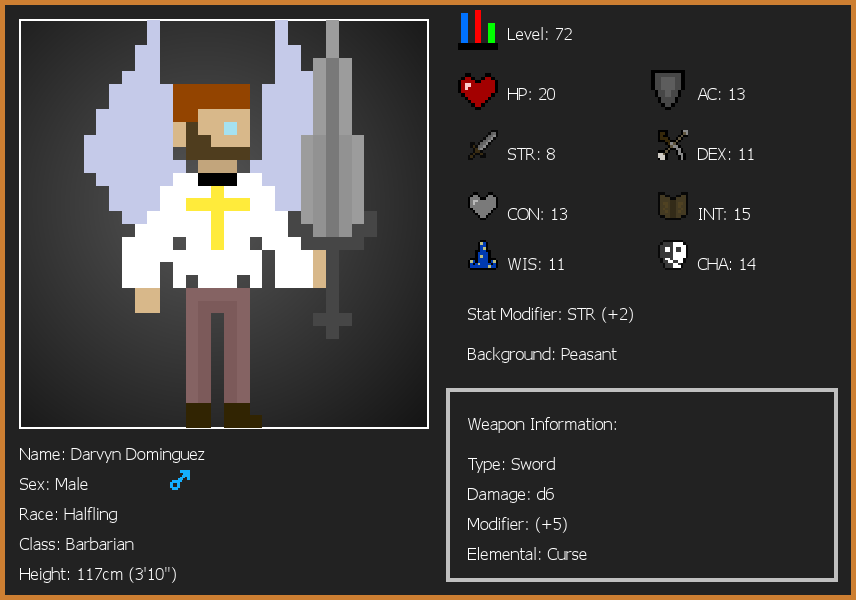 Level: 72
HP: 20
AC: 13
STR: 8
DEX: 11
CON: 13
INT: 15
WIS: 11
CHA: 14
Stat Modifier: STR (+2)
Background: Peasant
Weapon Information:
Type: Sword
Damage: d6
Modifier: (+5)
Elemental: Curse
Name: Darvyn Dominguez
Sex: Male
Race: Halfling
Class: Barbarian
Height: 117cm (3'10")